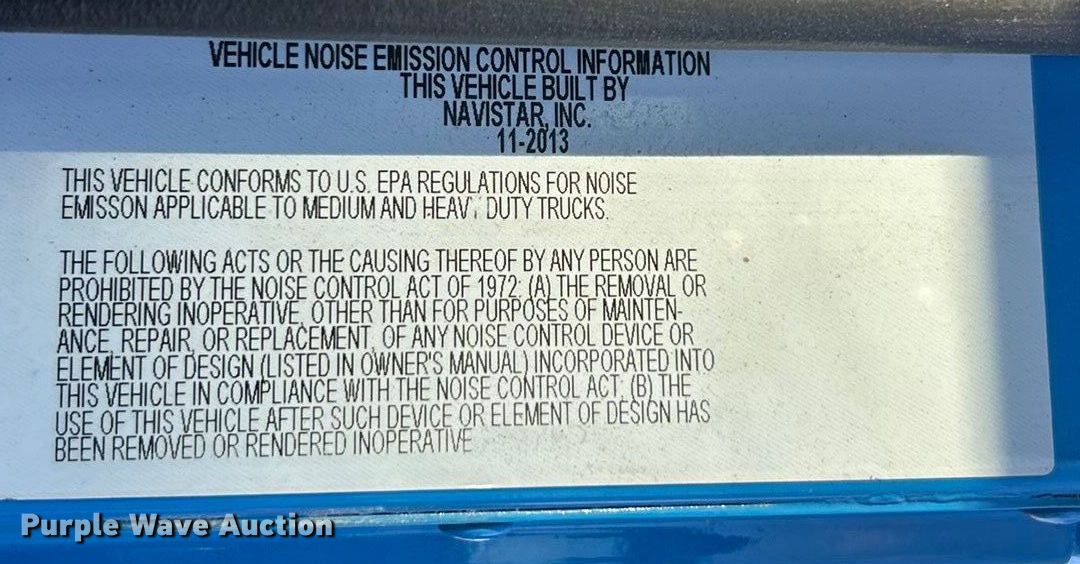 VEHICLE NOISE EMISSION CONTROL INFORMATION
THIS VEHICLE BUILT BY
NAVISTAR, INC.
11-2013
THIS VEHICLE CONFORMS TO U.S. EPA REGULATIONS FOR NOISE
EMISSON APPLICABLE TO MEDIUM AND HEAVY DUTY TRUCKS.
THE FOLLOWING ACTS OR THE CAUSING THEREOF BY ANY PERSON ARE
PROHIBITED BY THE NOISE CONTROL ACT OF 1972: (A) THE REMOVAL OR
RENDERING INOPERATIVE, OTHER THAN FOR PURPOSES OF MAINTEN-
ANCE, REPAIR, OR REPLACEMENT, OF ANY NOISE CONTROL DEVICE OR
ELEMENT OF DESIGN (LISTED IN OWNER'S MANUAL) INCORPORATED INTO
THIS VEHICLE IN COMPLIANCE WITH THE NOISE CONTROL ACT; (B) THE
USE OF THIS VEHICLE AFTER SUCH DEVICE OR ELEMENT OF DESIGN HAS
BEEN REMOVED OR RENDERED INOPERATIVE
Purple Wave Auction